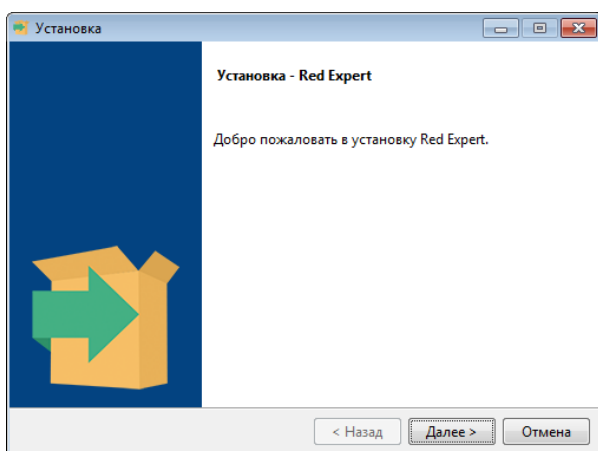 Установка
Установка - Red Expert
Добро пожаловать в установку Red Expert.
< Назад Далее > Отмена